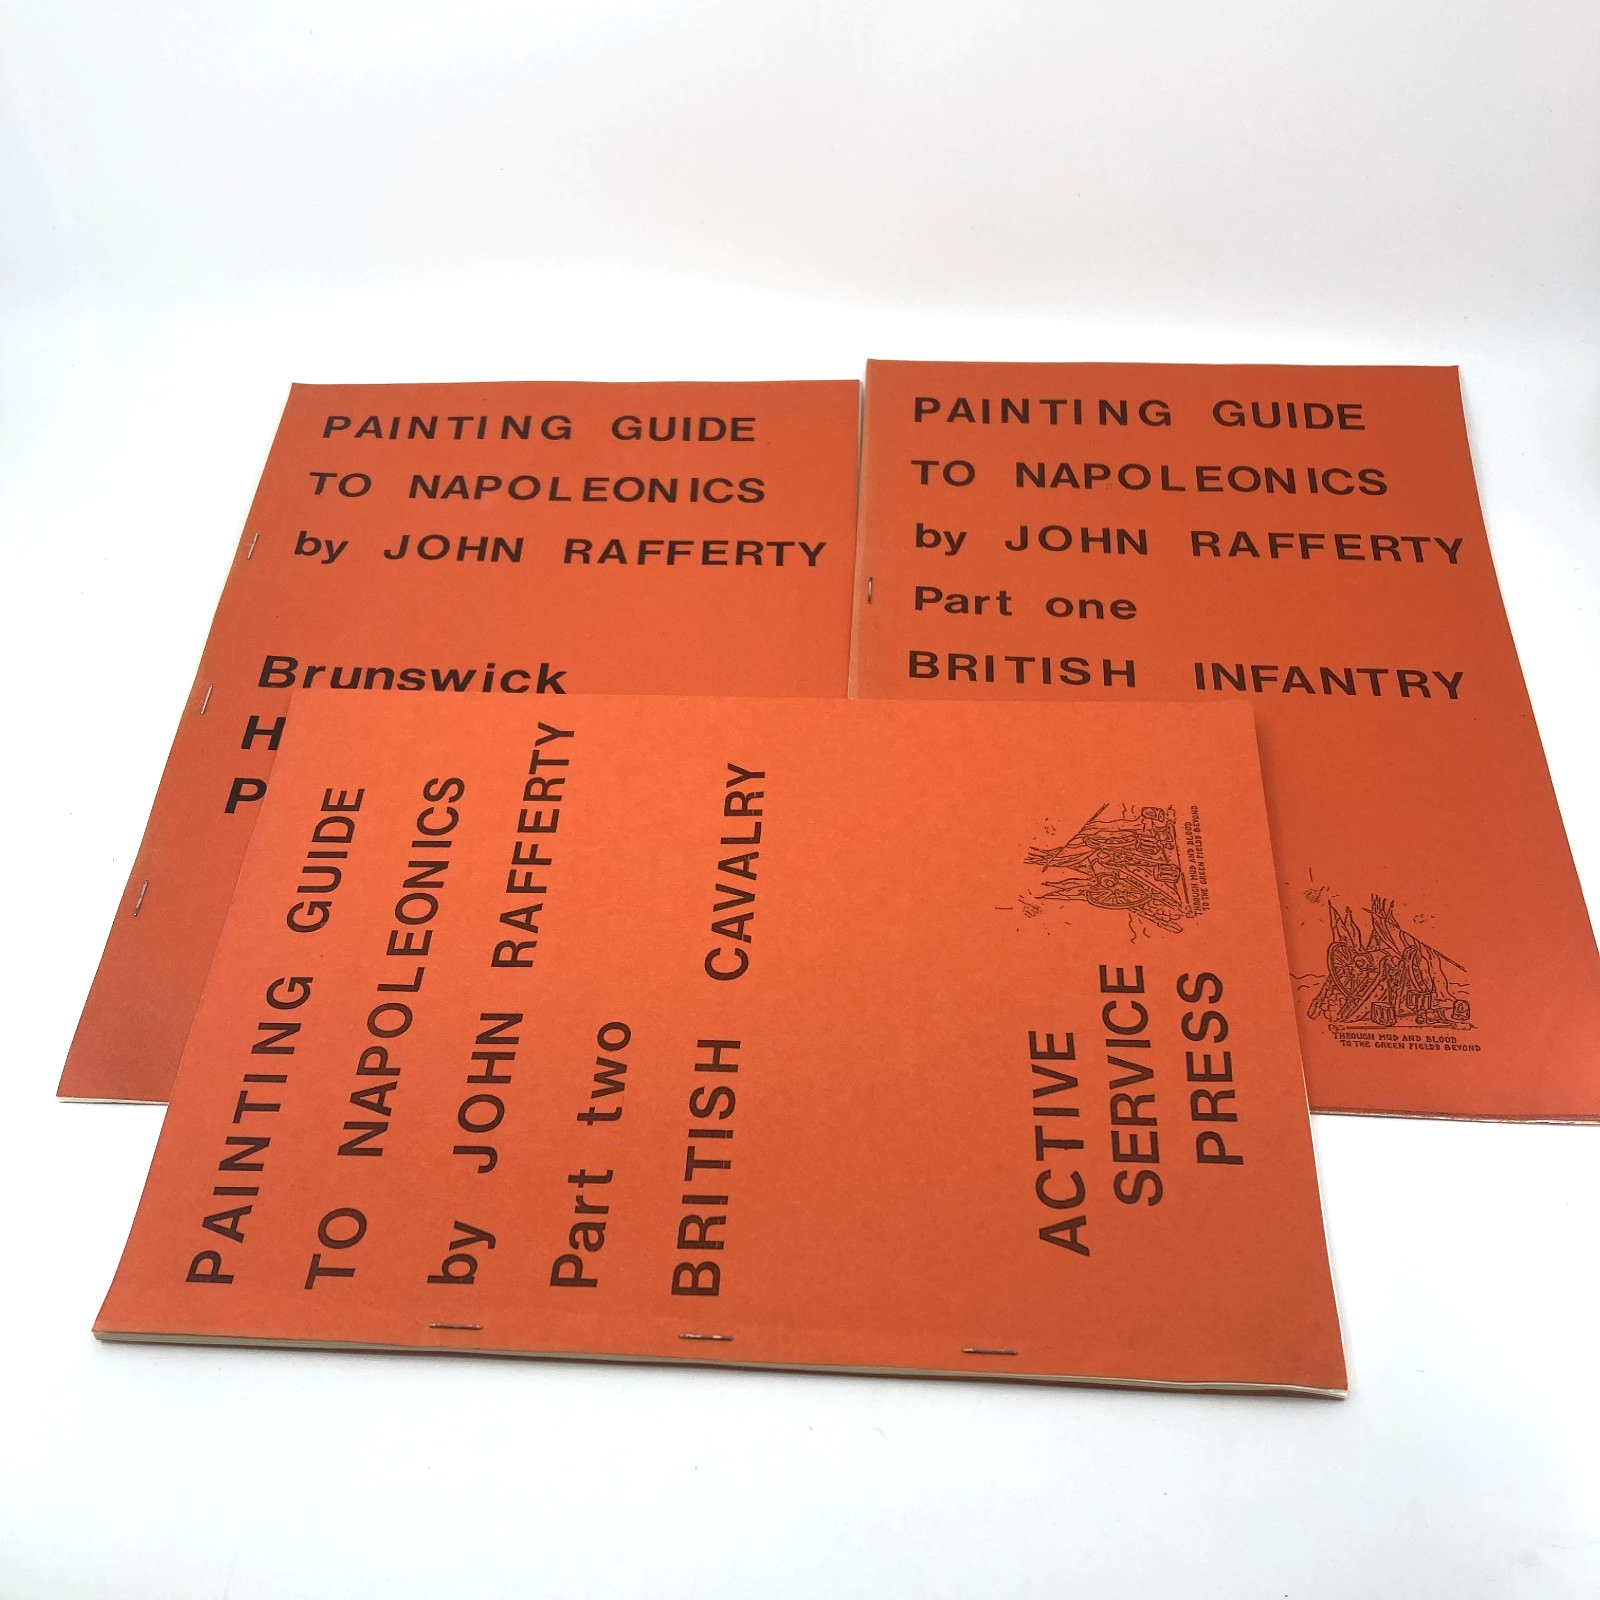 PAINTING GUIDE
TO NAPOLEONICS
by JOHN RAFFERTY
Brunswick
H
P
PAINTING GUIDE
TO NAPOLEONICS
by JOHN RAFFERTY
Part one
BRITISH INFANTRY
THROUGH MUD AND BLOOD
TO THE GREEN FIELDS BEYOND
PAINTING GUIDE
TO NAPOLEONICS
by JOHN RAFFERTY
Part two
BRITISH CAVALRY
ACTIVE
SERVICE
PRESS
THROUGH MUD AND BLOOD
TO THE GREEN FIELDS BEYOND